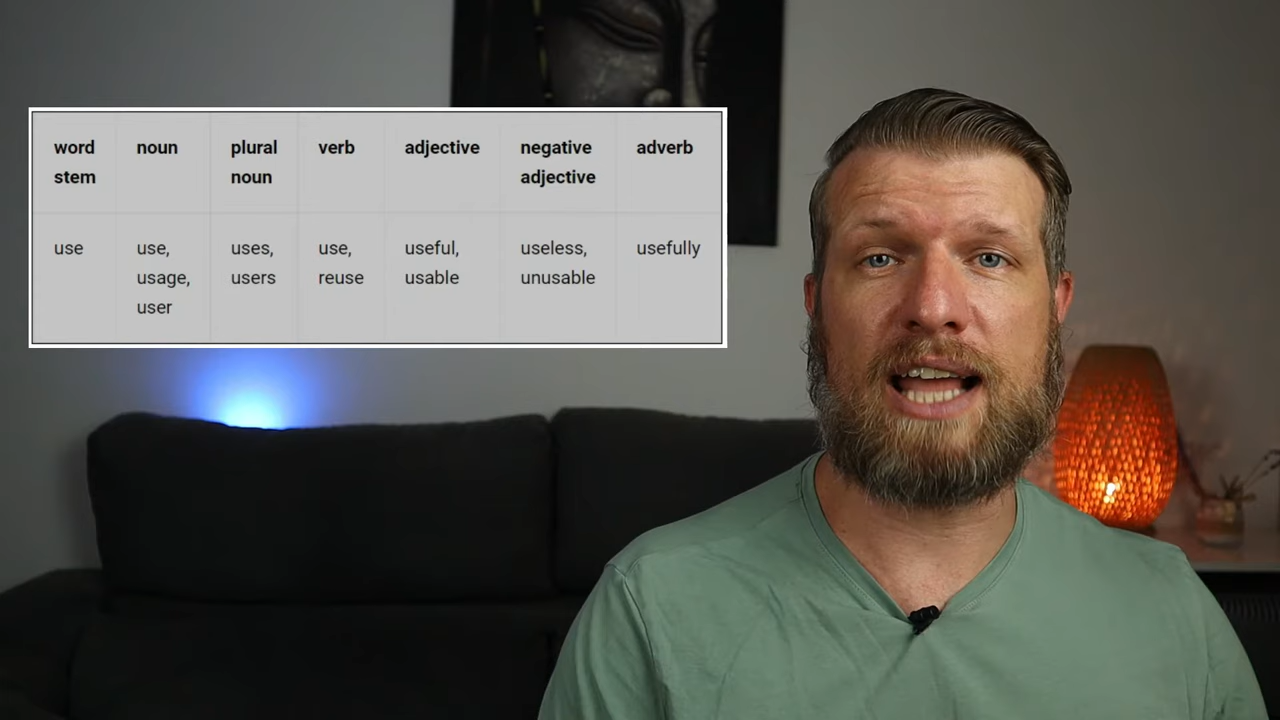 word stem noun plural noun verb adjective negative adjective adverb
use use, usage, user uses, users use, reuse useful, usable useless, unusable usefully